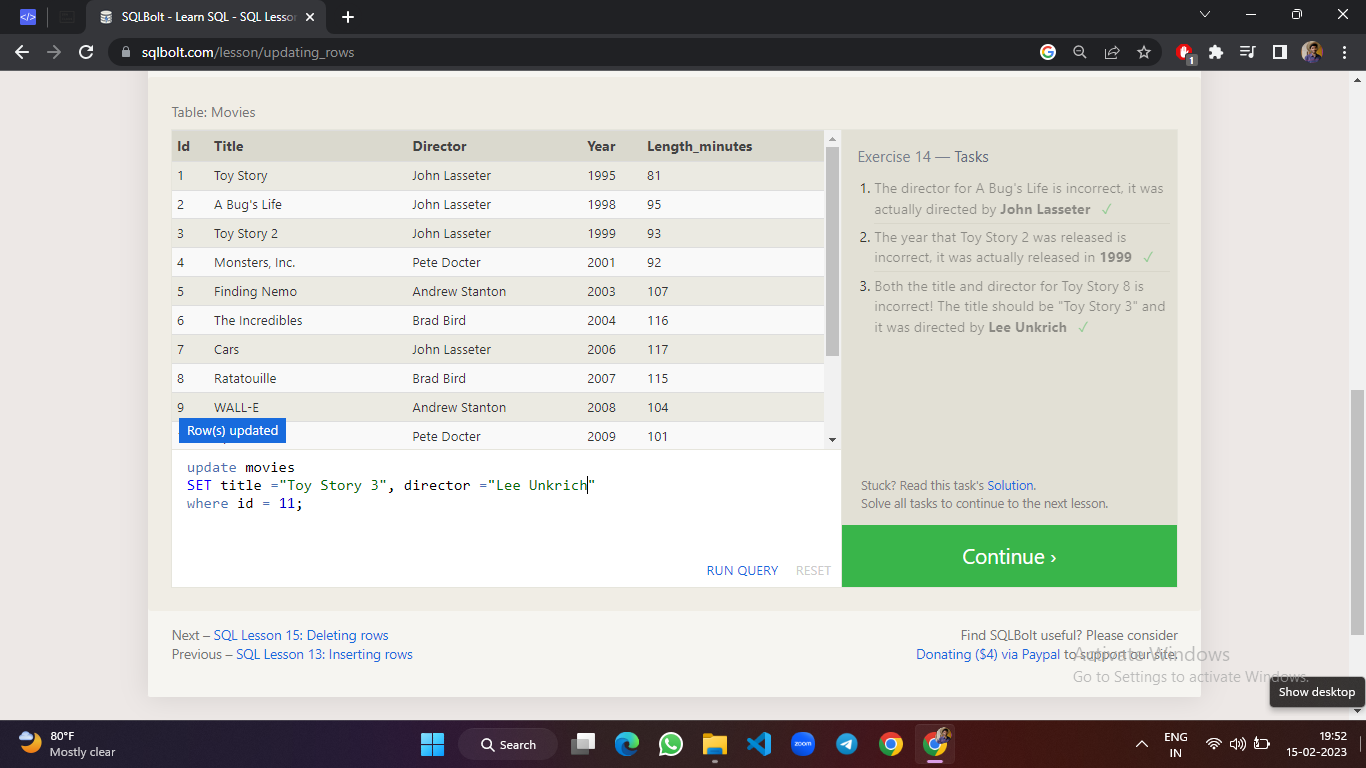 SQLBolt - Learn SQL - SQL Lesso
sqlbolt.com/lesson/updating_rows
1
Table: Movies
Id Title Director Year Length_minutes
1 Toy Story John Lasseter 1995 81
2 A Bug's Life John Lasseter 1998 95
3 Toy Story 2 John Lasseter 1999 93
4 Monsters, Inc. Pete Docter 2001 92
5 Finding Nemo Andrew Stanton 2003 107
6 The Incredibles Brad Bird 2004 116
7 Cars John Lasseter 2006 117
8 Ratatouille Brad Bird 2007 115
9 WALL-E Andrew Stanton 2008 104
Pete Docter 2009 101
Row(s) updated
update movies
SET title ="Toy Story 3", director ="Lee Unkrich"
where id = 11;
RUN QUERY RESET
Exercise 14 — Tasks
1. The director for A Bug's Life is incorrect, it was
actually directed by John Lasseter ✓
2. The year that Toy Story 2 was released is
incorrect, it was actually released in 1999 ✓
3. Both the title and director for Toy Story 8 is
incorrect! The title should be "Toy Story 3" and
it was directed by Lee Unkrich ✓
Stuck? Read this task's Solution.
Solve all tasks to continue to the next lesson.
Continue ›
Next – SQL Lesson 15: Deleting rows
Previous – SQL Lesson 13: Inserting rows
Find SQLBolt useful? Please consider
Donating ($4) via Paypal to support our site.
Activate Windows
Go to Settings to activate Windows.
Show desktop
80°F
Mostly clear
Search
zoom
ENG
IN
19:52
15-02-2023